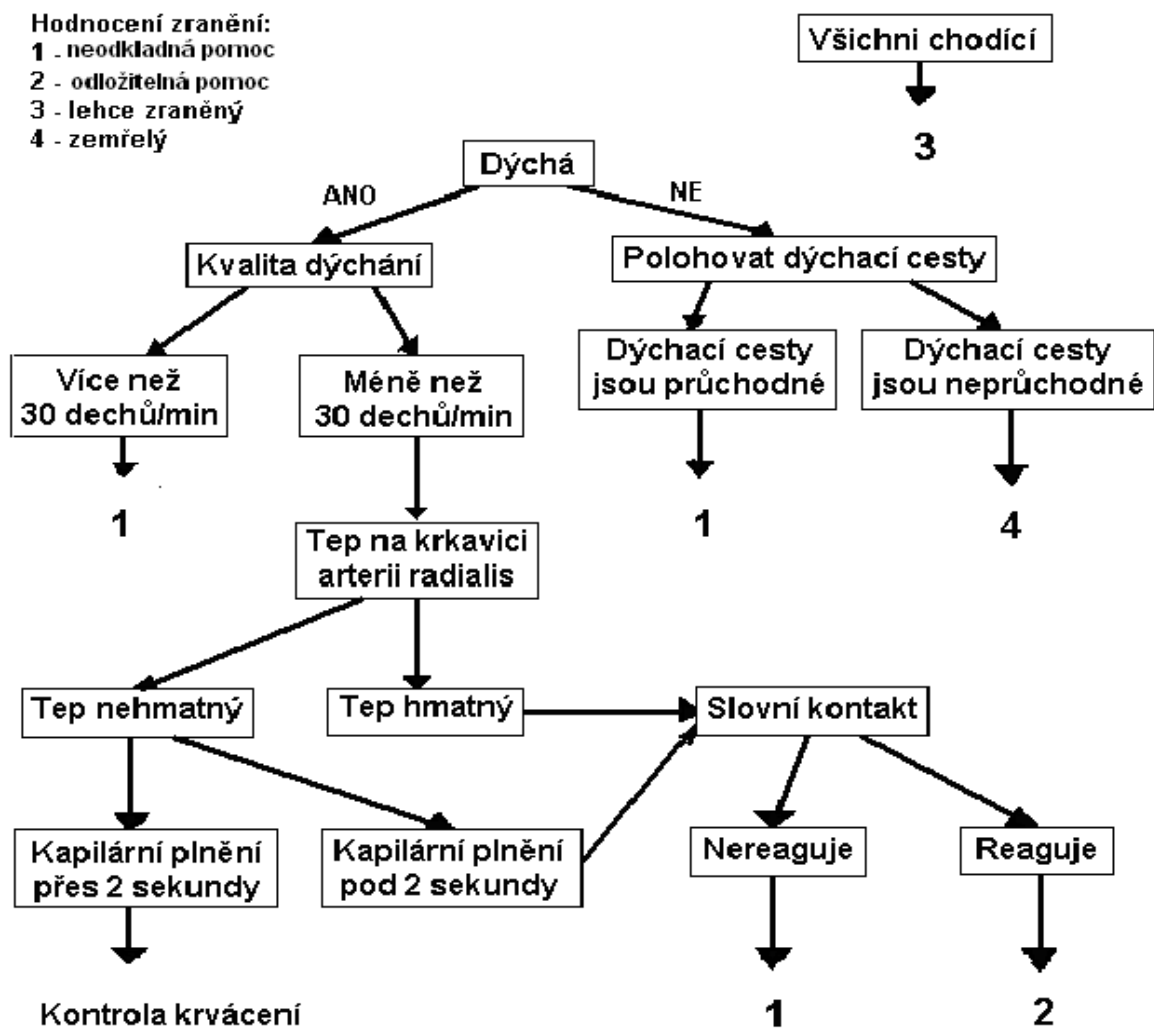 Hodnocení zranění:
1 - neodkladná pomoc
2 - odložitelná pomoc
3 - lehce zraněný
4 - zemřelý
Všichni chodící
3
Dýchá
ANO
NE
Kvalita dýchání
Polohovat dýchací cesty
Více než
30 dechů/min
Méně než
30 dechů/min
Dýchací cesty
jsou průchodné
Dýchací cesty
jsou neprůchodné
1
1
4
Tep na krkavici
arterii radialis
Tep nehmatný
Tep hmatný
Slovní kontakt
Kapilární plnění
přes 2 sekundy
Kapilární plnění
pod 2 sekundy
Nereaguje
Reaguje
Kontrola krvácení
1
2